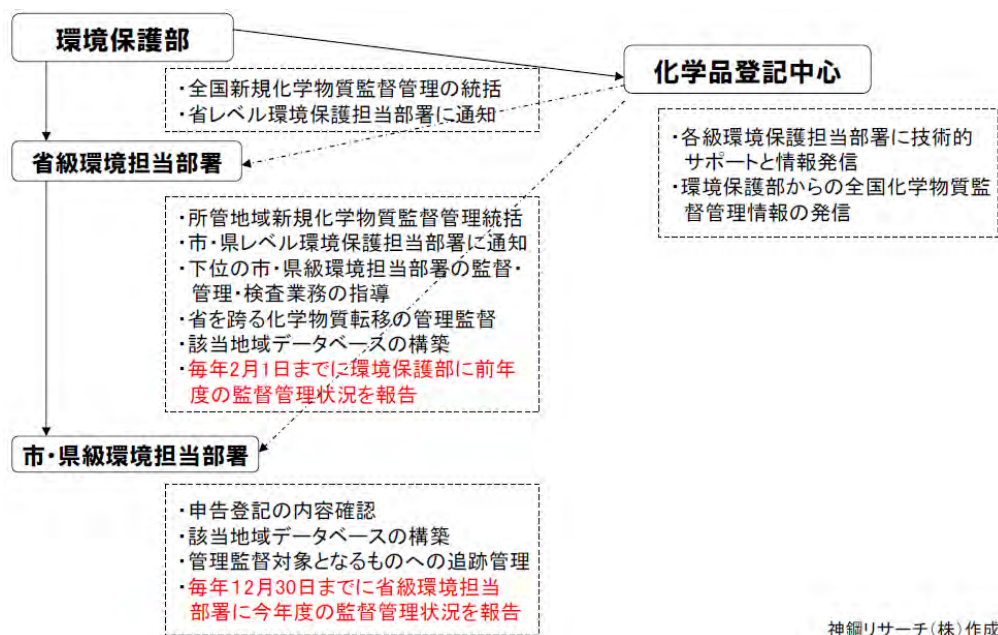 環境保護部
・全国新規化学物質監督管理の統括
・省レベル環境保護担当部署に通知
化学品登記中心
・各級環境保護担当部署に技術的
サポートと情報発信
・環境保護部からの全国化学物質監
督管理情報の発信
省級環境担当部署
・所管地域新規化学物質監督管理統括
・市・県レベル環境保護担当部署に通知
・下位の市・県級環境担当部署の監督・
管理・検査業務の指導
・省を跨る化学物質転移の管理監督
・該当地域データベースの構築
・毎年2月1日までに環境保護部に前年
度の監督管理状況を報告
市・県級環境担当部署
・申告登記の内容確認
・該当地域データベースの構築
・管理監督対象となるものへの追跡管理
・毎年12月30日までに省級環境担当
部署に今年度の監督管理状況を報告
神鋼リサーチ(株)作成